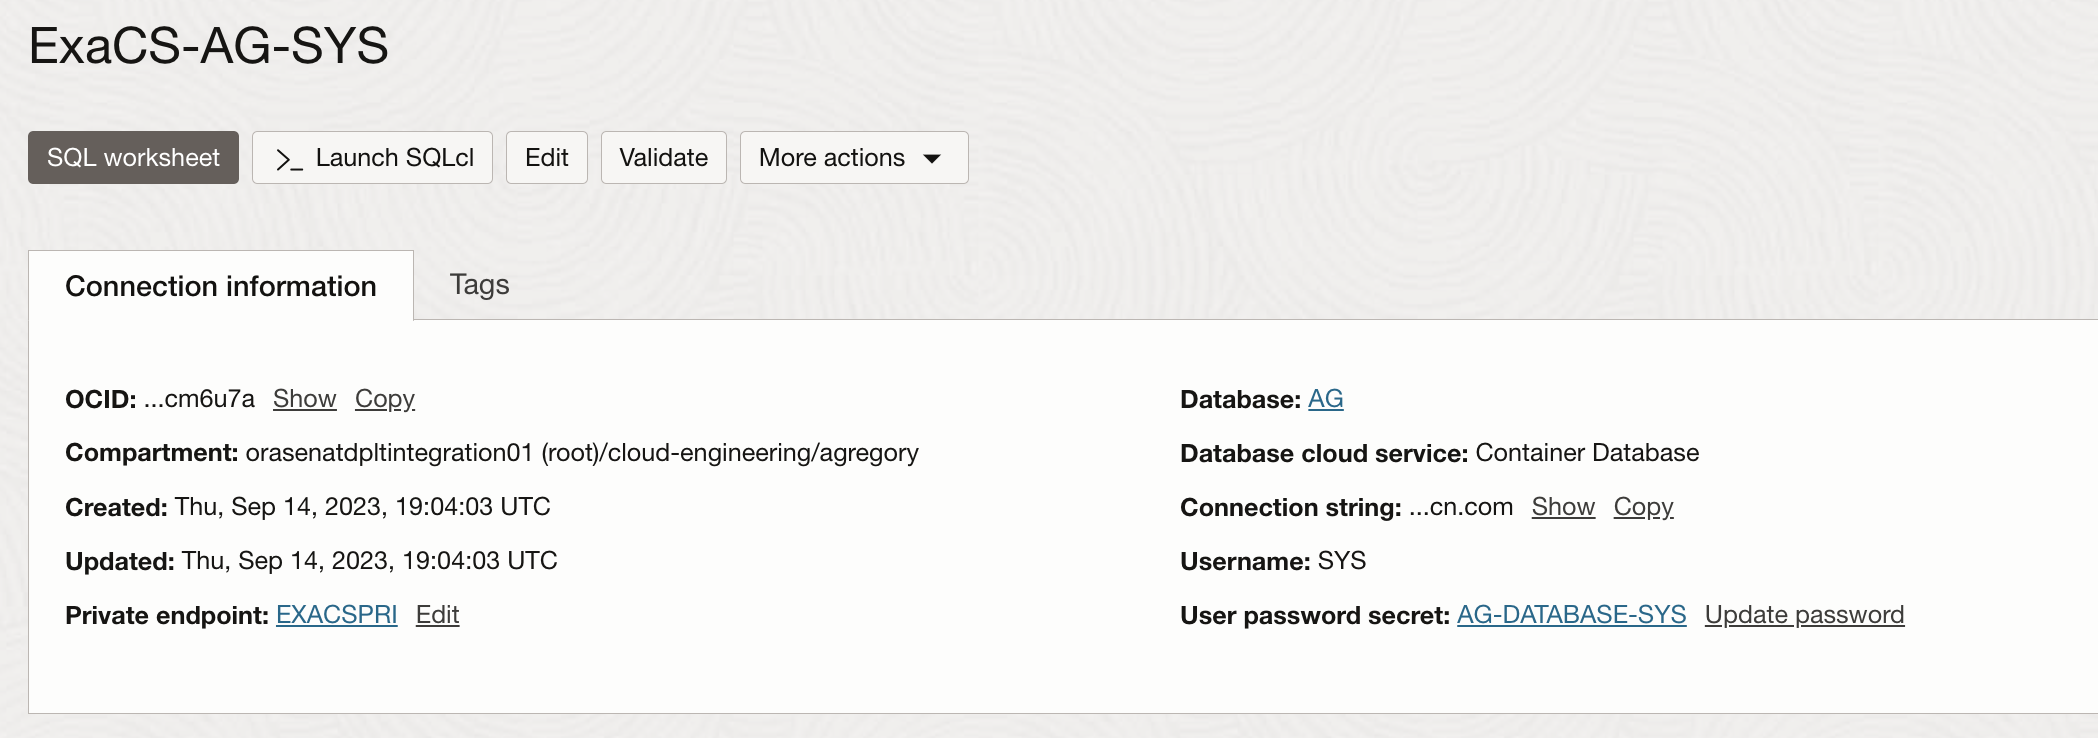 ExaCS-AG-SYS
SQL worksheet
>_ Launch SQLcl
Edit
Validate
More actions
Connection information
Tags
OCID: ...cm6u7a Show Copy
Compartment: orasenatdpltintegration01 (root)/cloud-engineering/agregory
Created: Thu, Sep 14, 2023, 19:04:03 UTC
Updated: Thu, Sep 14, 2023, 19:04:03 UTC
Private endpoint: EXACSPRI Edit
Database: AG
Database cloud service: Container Database
Connection string: ...cn.com Show Copy
Username: SYS
User password secret: AG-DATABASE-SYS Update password